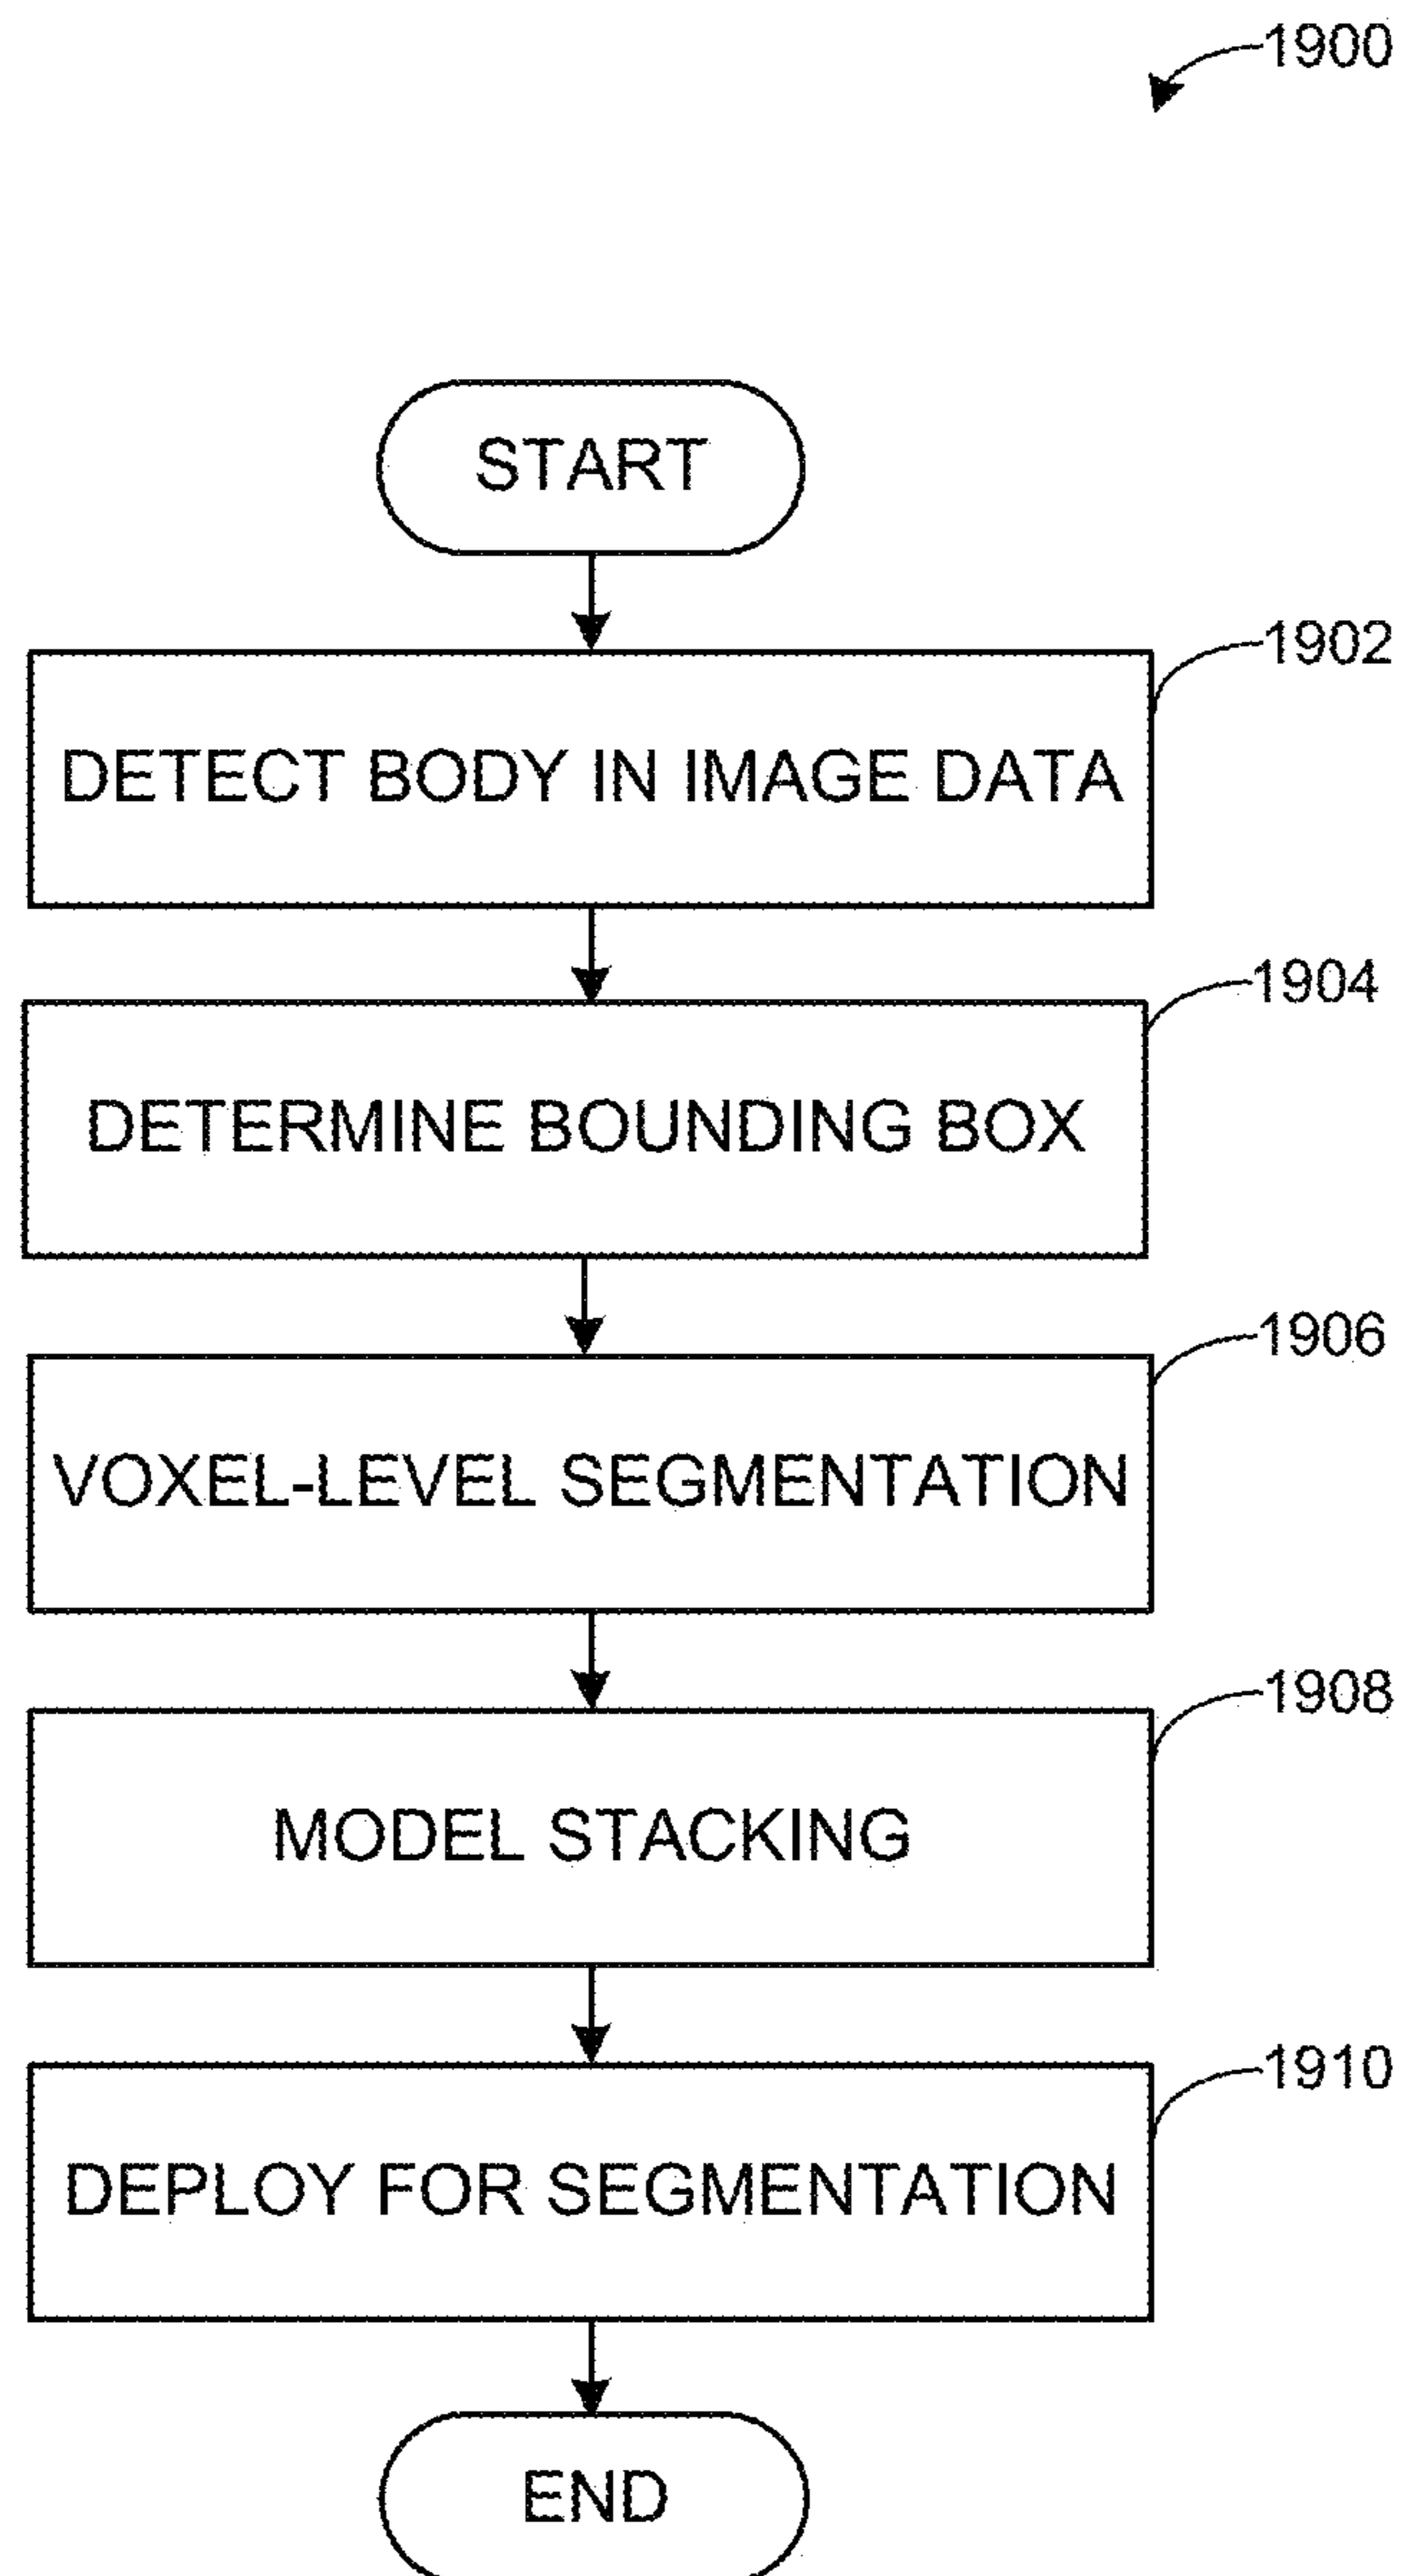 1900
START
1902
DETECT BODY IN IMAGE DATA
1904
DETERMINE BOUNDING BOX
1906
VOXEL-LEVEL SEGMENTATION
1908
MODEL STACKING
1910
DEPLOY FOR SEGMENTATION
END